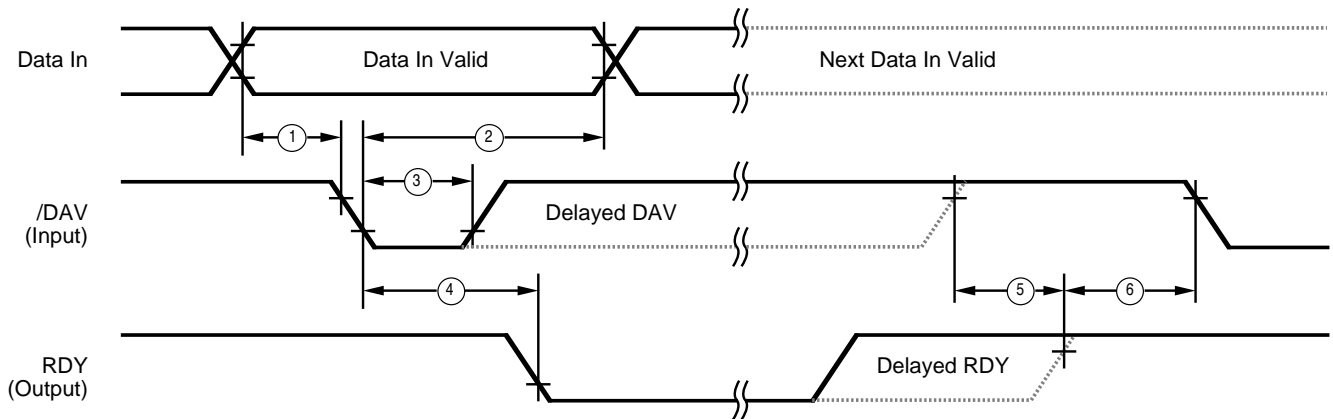 Data In
Data In Valid
Next Data In Valid
1
2
3
/DAV
(Input)
Delayed DAV
4
5
6
RDY
(Output)
Delayed RDY